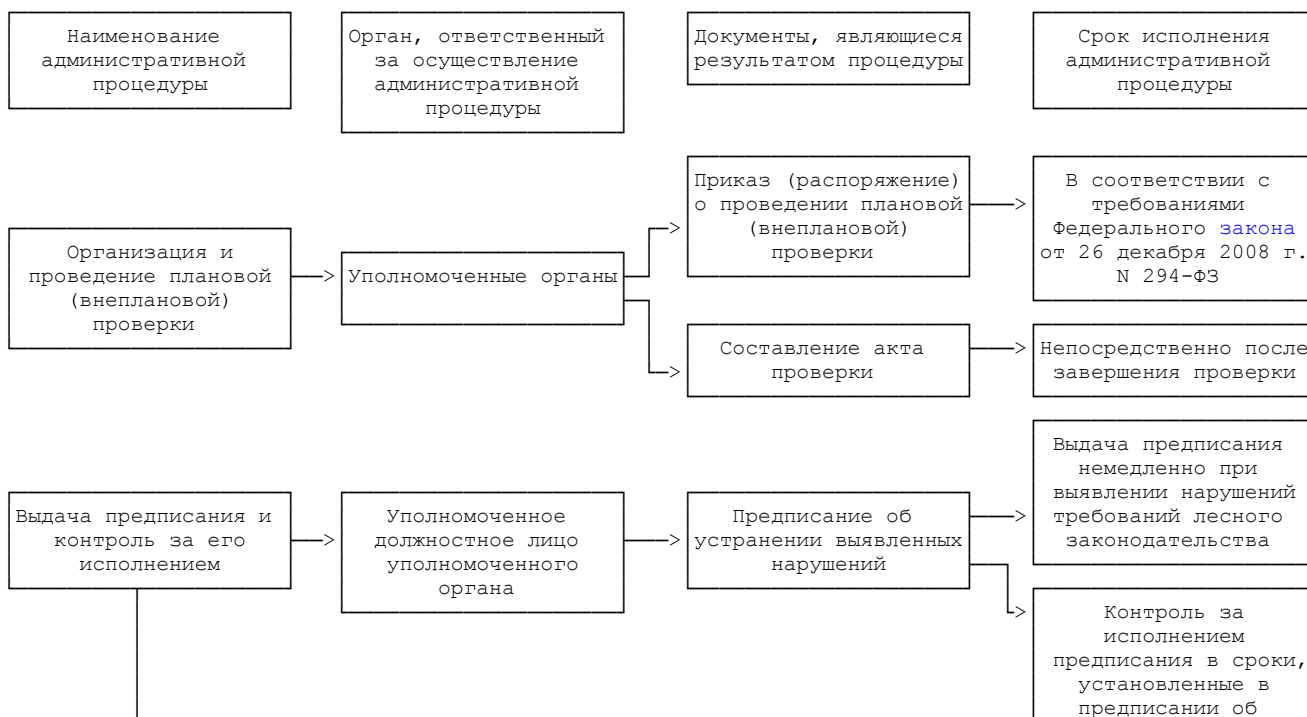 Наименование
административной
процедуры
Орган, ответственный
за осуществление
административной
процедуры
Документы, являющиеся
результатом процедуры
Срок исполнения
административной
процедуры
Организация и
проведение плановой
(внеплановой)
проверки
Уполномоченные органы
Приказ (распоряжение)
о проведении плановой
(внеплановой)
проверки
В соответствии с
требованиями
Федерального закона
от 26 декабря 2008 г.
N 294-ФЗ
Составление акта
проверки
Непосредственно после
завершения проверки
Выдача предписания и
контроль за его
исполнением
Уполномоченное
должностное лицо
уполномоченного
органа
Предписание об
устранении выявленных
нарушений
Выдача предписания
немедленно при
выявлении нарушений
требований лесного
законодательства
Контроль за
исполнением
предписания в сроки,
установленные в
предписании об